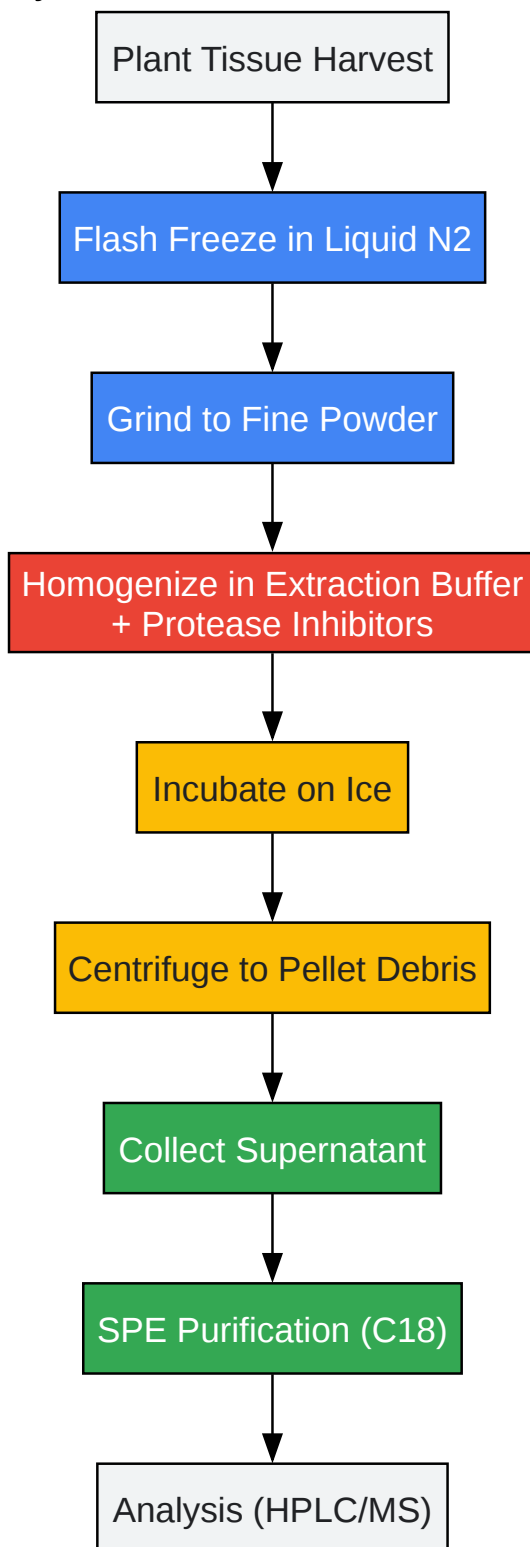 Plant Tissue Harvest
Flash Freeze in Liquid N2
Grind to Fine Powder
Homogenize in Extraction Buffer
+ Protease Inhibitors
Incubate on Ice
Centrifuge to Pellet Debris
Collect Supernatant
SPE Purification (C18)
Analysis (HPLC/MS)